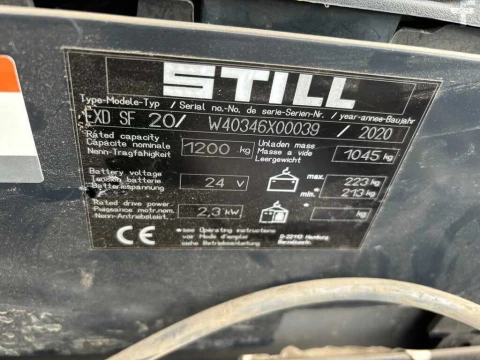 STILL
Type-Modele-Typ / Serial no.-No. de serie-Serien-Nr. / year-annee-Baujahr
EXD SF 20/ W40346X00039 / 2020
Rated capacity
Capacite nominale
Nenn-Tragfähigkeit
1200 kg
Unladen mass
Masse a vide
Leergewicht
1045 kg
Battery voltage
Tension batterie
Batteriespannung
24 V
max. 223 kg
min. 213 kg
Rated drive power
Puissance motr.nom.
Nenn-Antriebsleist.
2,3 kW
kg
CE
see Operating instructions
voir Mode d'emploi
siehe Betriebsanleitung
D-22113 Hamburg